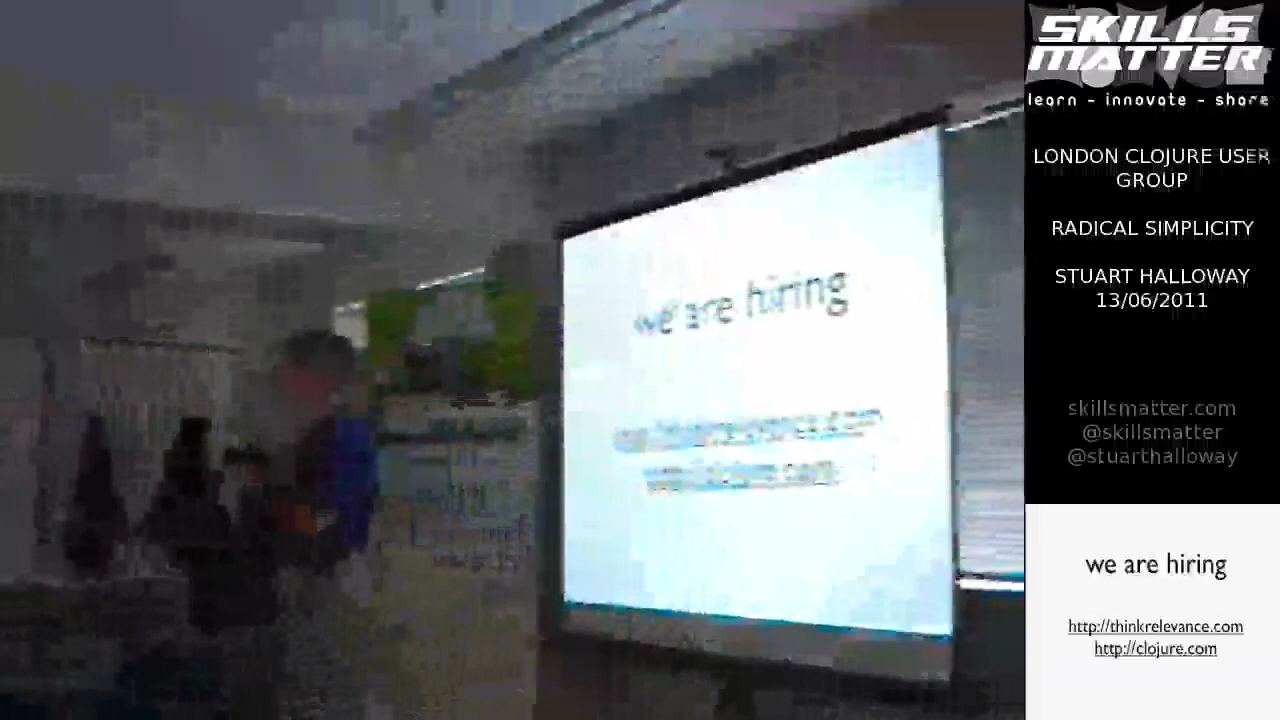 we are hiring
SKILLS
MATTER
learn - innovate - share
LONDON CLOJURE USER
GROUP
RADICAL SIMPLICITY
STUART HALLOWAY
13/06/2011
skillsmatter.com
@skillsmatter
@stuarthalloway
we are hiring
http://thinkrelevance.com
http://clojure.com